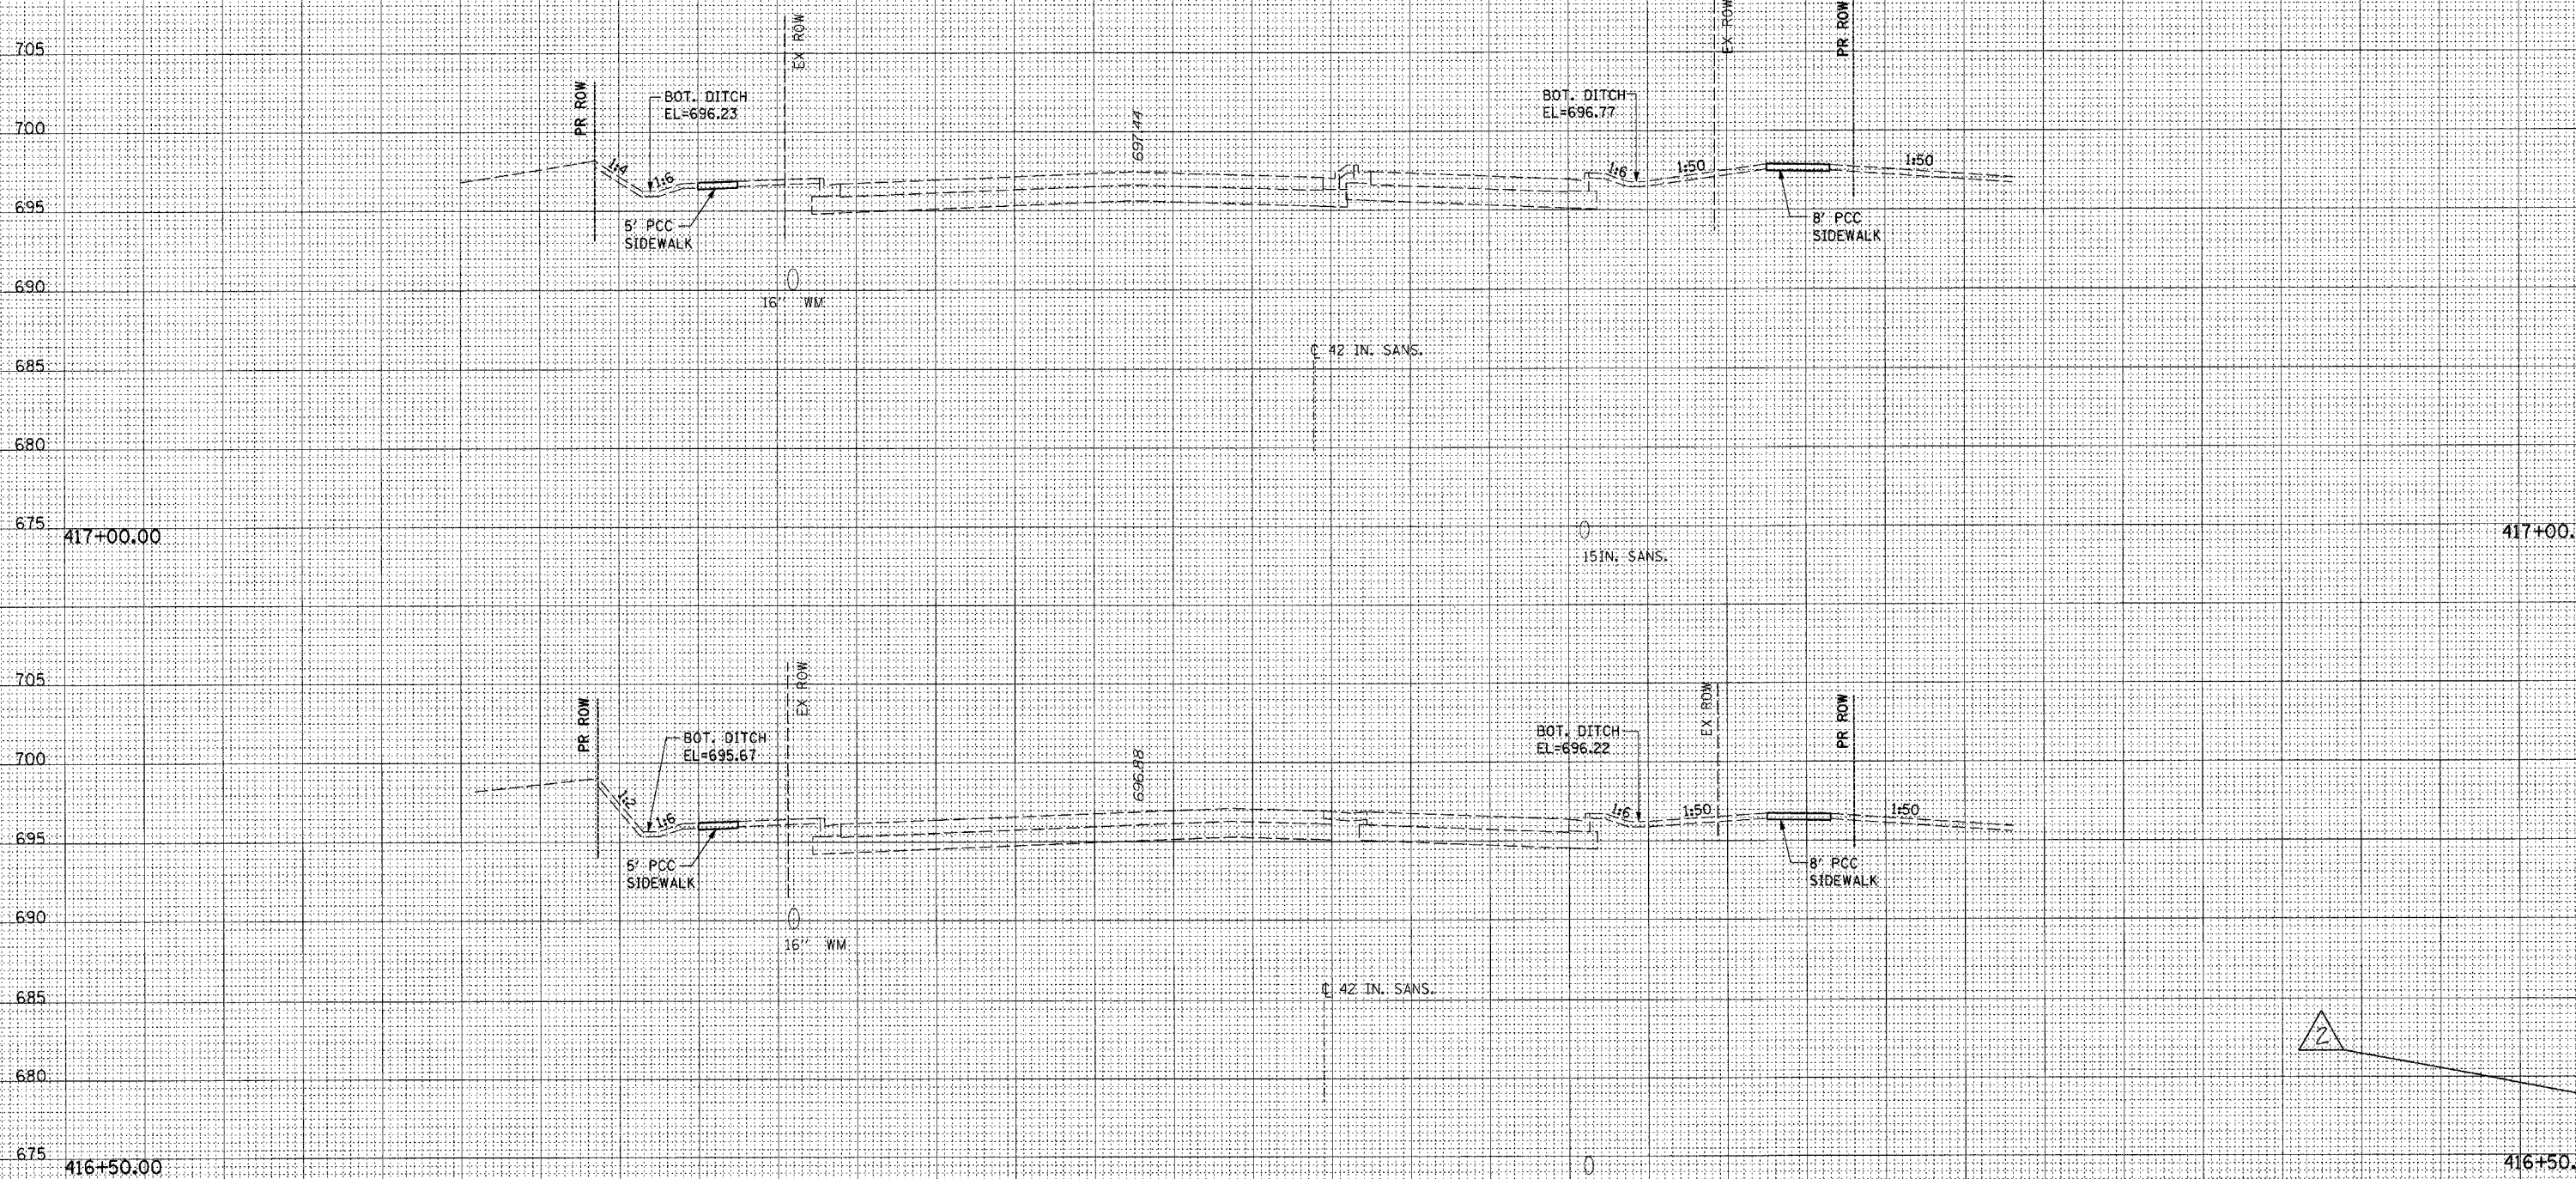 705
EX ROW
EX ROW
PR ROW
PR ROW
BOT. DITCH
EL=696.23
697.44
BOT. DITCH
EL=696.77
700
1:4
1:6
1:6
1:50
1:50
695
5' PCC
SIDEWALK
8' PCC
SIDEWALK
690
16'' WM
685
℄ 42 IN. SANS.
680
675
417+00.00
417+00.
15IN. SANS.
705
EX ROW
EX ROW
PR ROW
PR ROW
BOT. DITCH
EL=695.67
696.88
BOT. DITCH
EL=696.22
700
1:2
1:6
1:6
1:50
1:50
695
5' PCC
SIDEWALK
8' PCC
SIDEWALK
690
16'' WM
685
℄ 42 IN. SANS.
2
680
675
416+50.00
416+50.